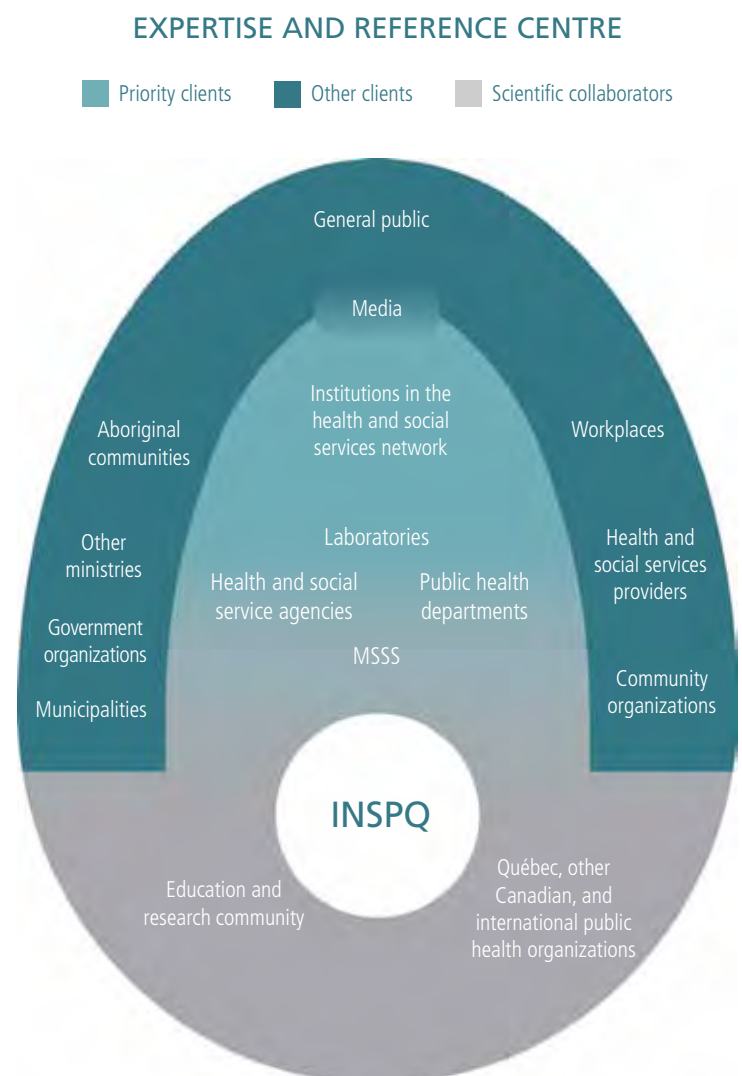 EXPERTISE AND REFERENCE CENTRE
Priority clients
Other clients
Scientific collaborators
General public
Media
Institutions in the
health and social
services network
Aboriginal
communities
Workplaces
Laboratories
Other
ministries
Health and social
service agencies
Public health
departments
Health and
social services
providers
Government
organizations
MSSS
Municipalities
Community
organizations
INSPQ
Education and
research community
Québec, other
Canadian, and
international public
health organizations